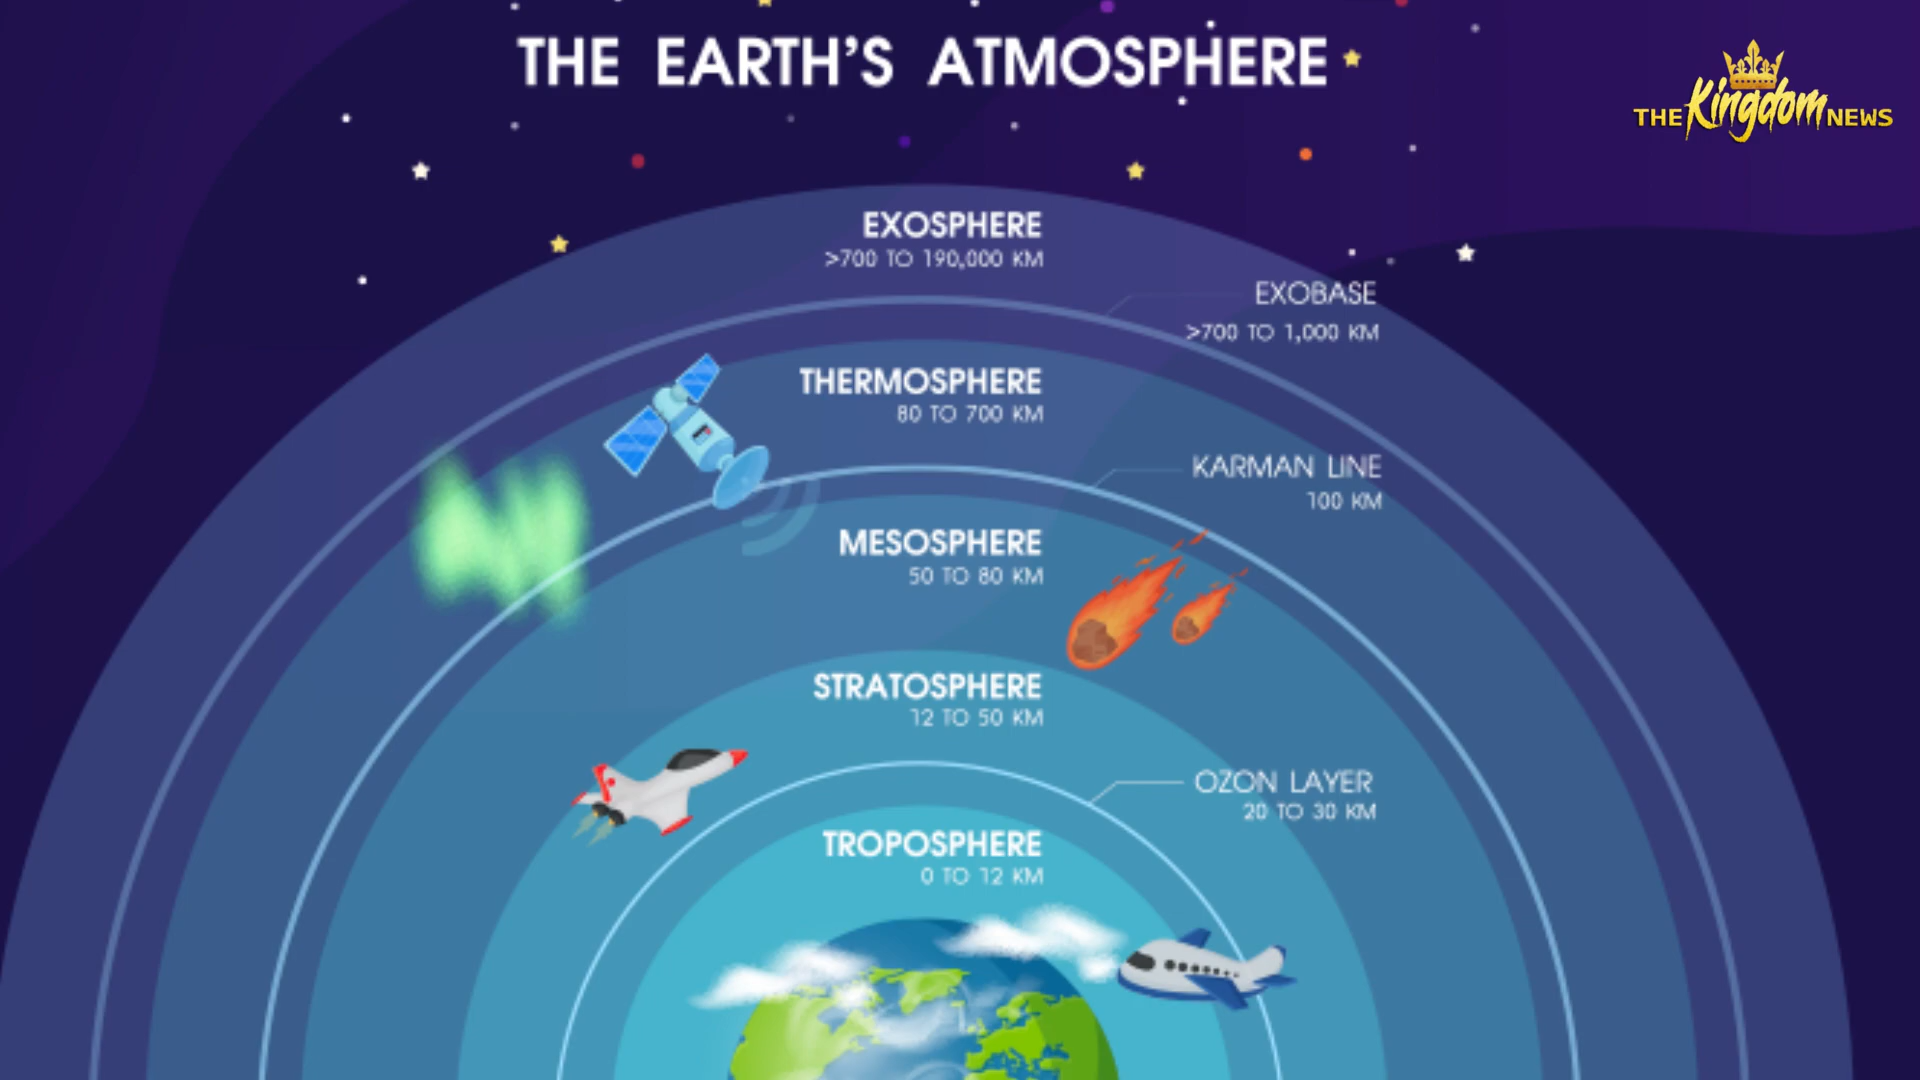 THE EARTH'S ATMOSPHERE
THE Kingdom NEWS
EXOSPHERE
>700 TO 190,000 KM
EXOBASE
>700 TO 1,000 KM
THERMOSPHERE
80 TO 700 KM
KARMAN LINE
100 KM
MESOSPHERE
50 TO 80 KM
STRATOSPHERE
12 TO 50 KM
OZON LAYER
20 TO 30 KM
TROPOSPHERE
0 TO 12 KM